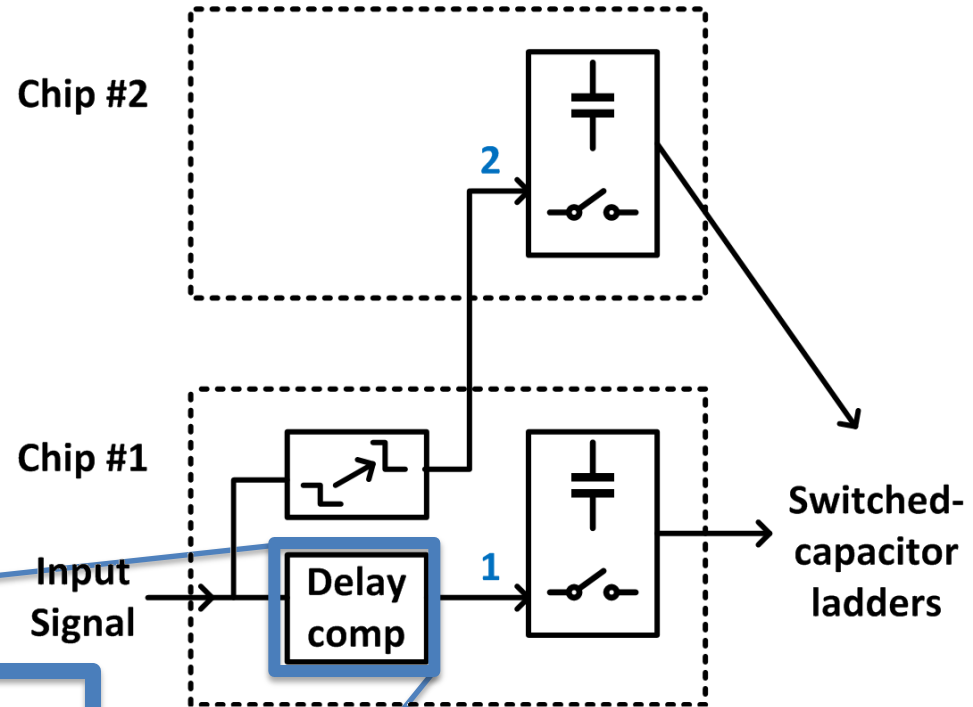 Chip #2
2
Chip #1
Input
Signal
Delay
comp
1
Switched-
capacitor
ladders